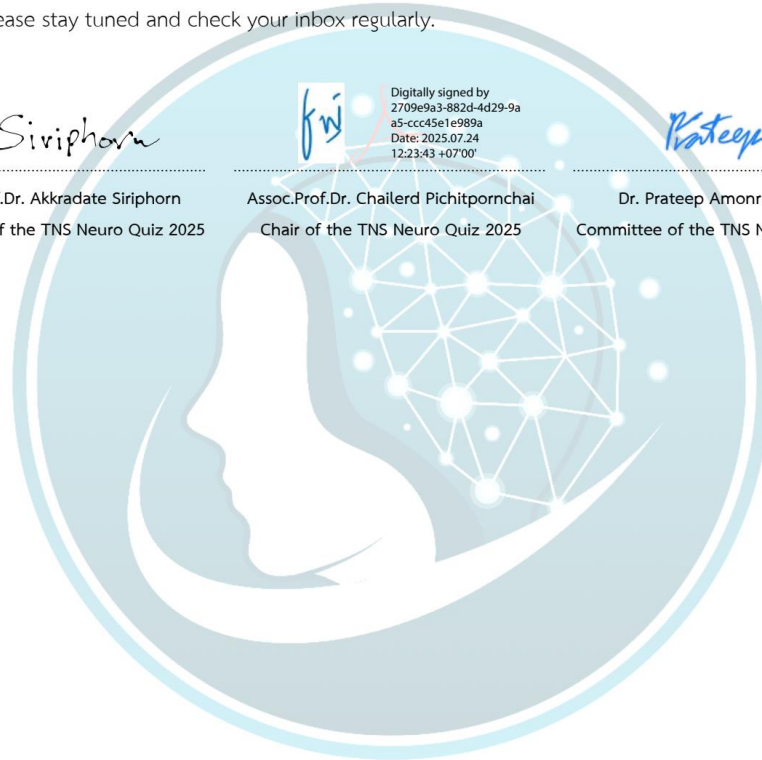 ease stay tuned and check your inbox regularly.
Siriphorn
Digitally signed by
2709e9a3-882d-4d29-9a
a5-ccc45e1e989a
Date: 2025.07.24
12:23:43 +07'00'
Prateep
.Dr. Akkradate Siriphorn
Assoc.Prof.Dr. Chailerd Pichitpornchai
Dr. Prateep Amonr
f the TNS Neuro Quiz 2025
Chair of the TNS Neuro Quiz 2025
Committee of the TNS N